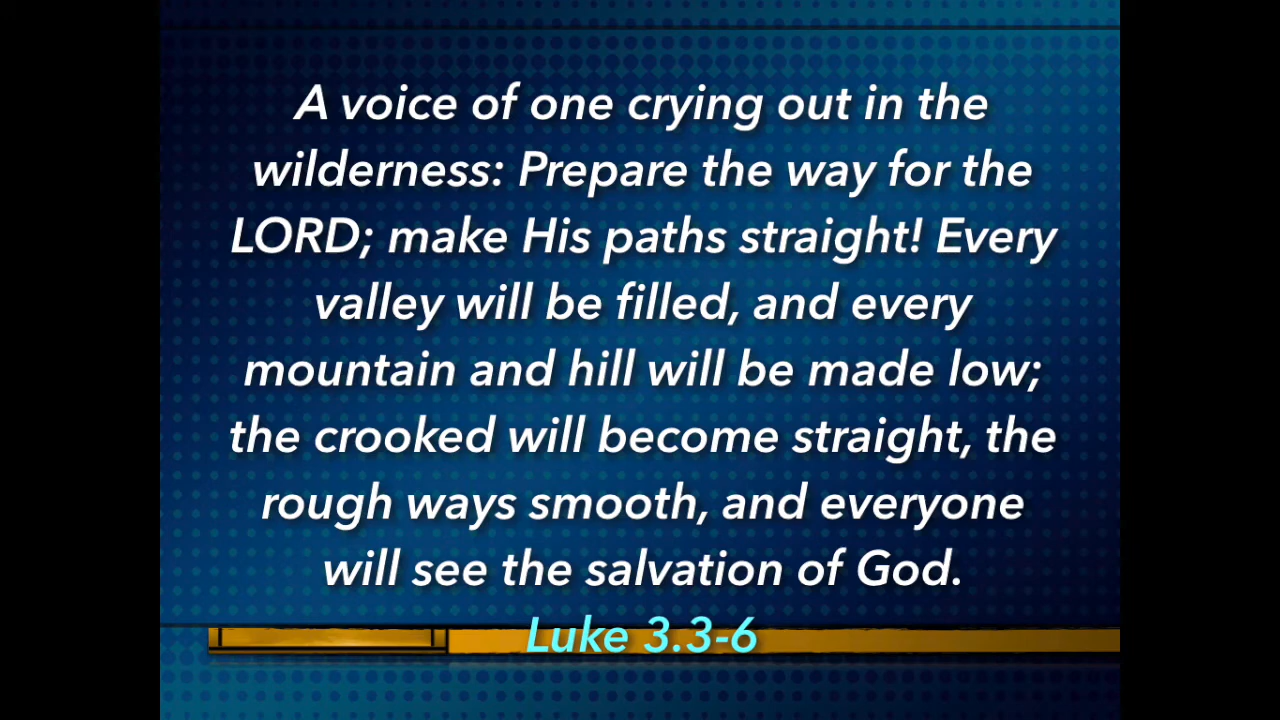 A voice of one crying out in the
wilderness: Prepare the way for the
LORD; make His paths straight! Every
valley will be filled, and every
mountain and hill will be made low;
the crooked will become straight, the
rough ways smooth, and everyone
will see the salvation of God.
Luke 3.3-6